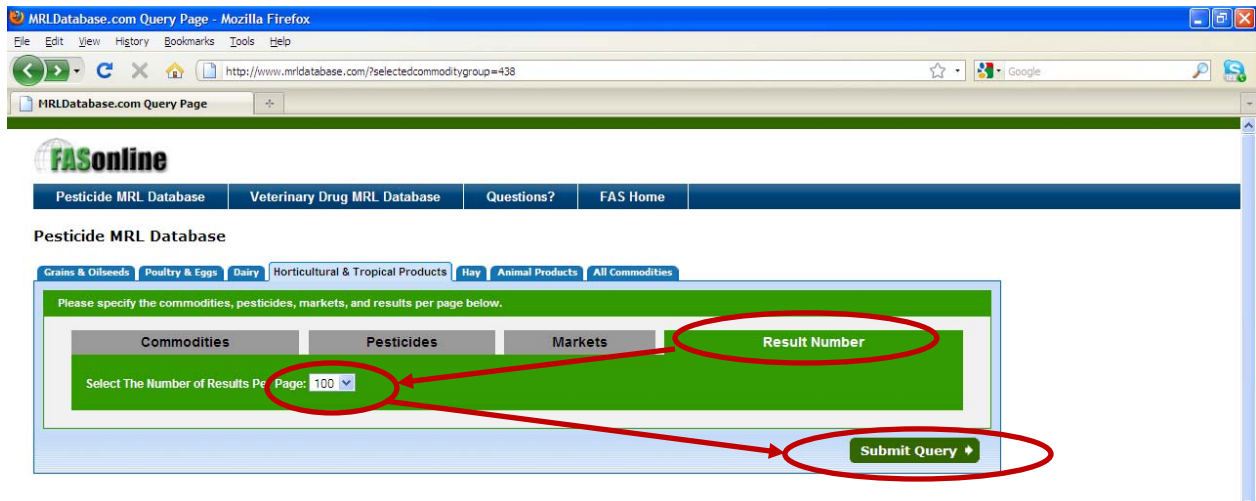 MRLDatabase.com Query Page - Mozilla Firefox
File Edit View History Bookmarks Tools Help
http://www.mrldatabase.com/?selectedcommoditygroup=438
Google
MRLDatabase.com Query Page
FASonline
Pesticide MRL Database Veterinary Drug MRL Database Questions? FAS Home
Pesticide MRL Database
Grains & Oilseeds Poultry & Eggs Dairy Horticultural & Tropical Products Hay Animal Products All Commodities
Please specify the commodities, pesticides, markets, and results per page below.
Commodities Pesticides Markets Result Number
Select The Number of Results Per Page: 100
Submit Query